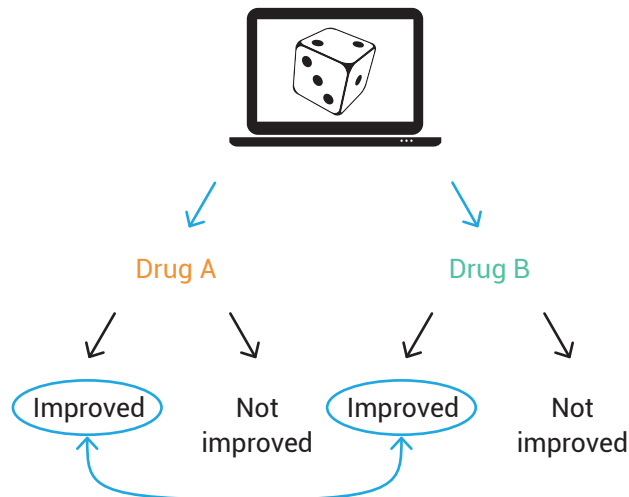 Drug A
Drug B
Improved
Not
improved
Improved
Not
improved